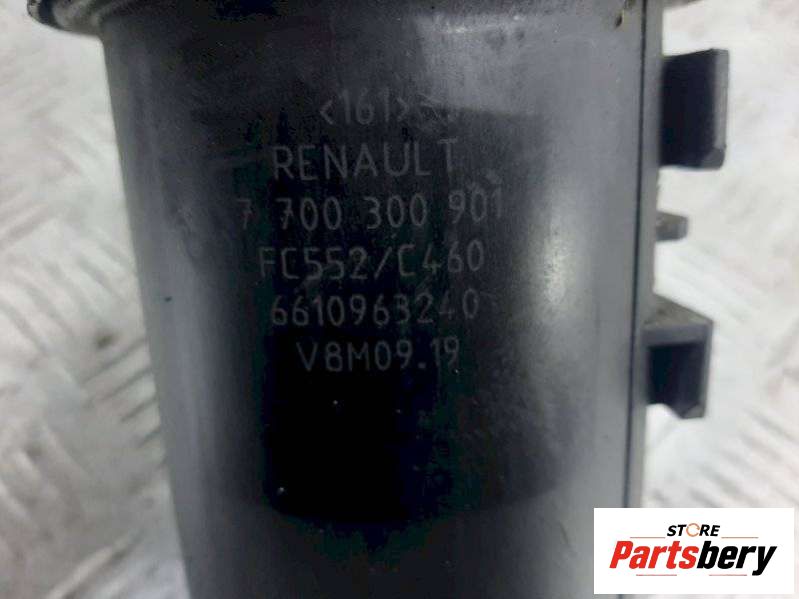 <161>
RENAULT
7 700 300 901
FC552/C460
6610963240
V8M09.19
STORE
Partsbery